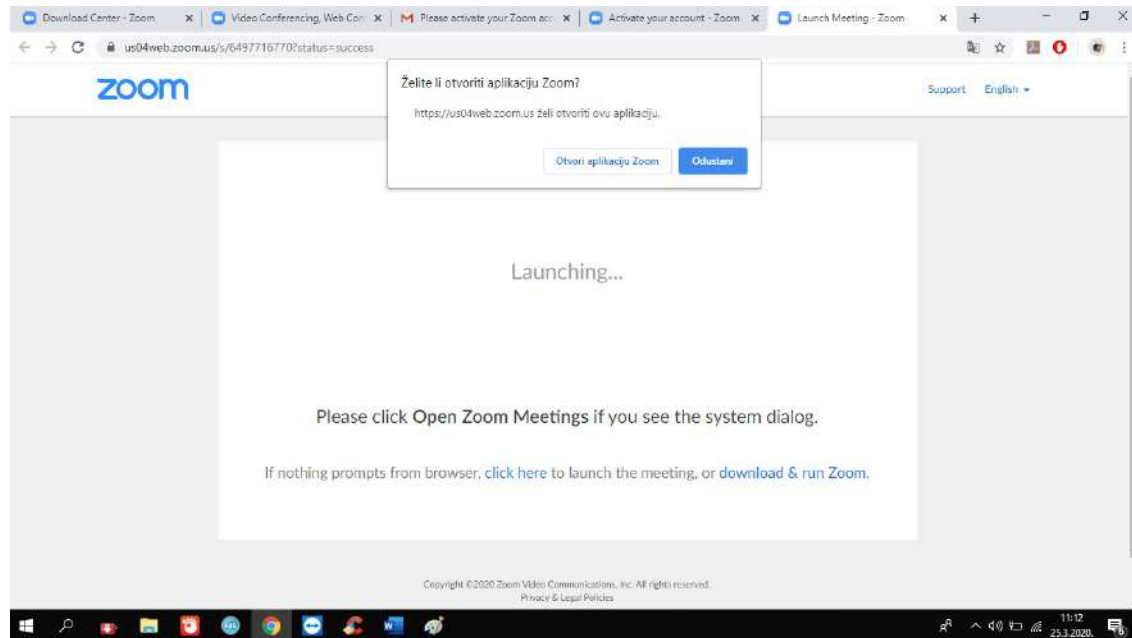 Download Center - Zoom
Video Conferencing, Web Con
Please activate your Zoom acc
Activate your account - Zoom
Launch Meeting - Zoom
us04web.zoom.us/s/6497716770?status=success
zoom
Support English
Želite li otvoriti aplikaciju Zoom?
https://us04web.zoom.us želi otvoriti ovu aplikaciju.
Otvori aplikaciju Zoom
Odustani
Launching...
Please click Open Zoom Meetings if you see the system dialog.
If nothing prompts from browser, click here to launch the meeting, or download & run Zoom.
Copyright ©2020 Zoom Video Communications, Inc. All rights reserved.
Privacy & Legal Policies
11:12
25.3.2020.